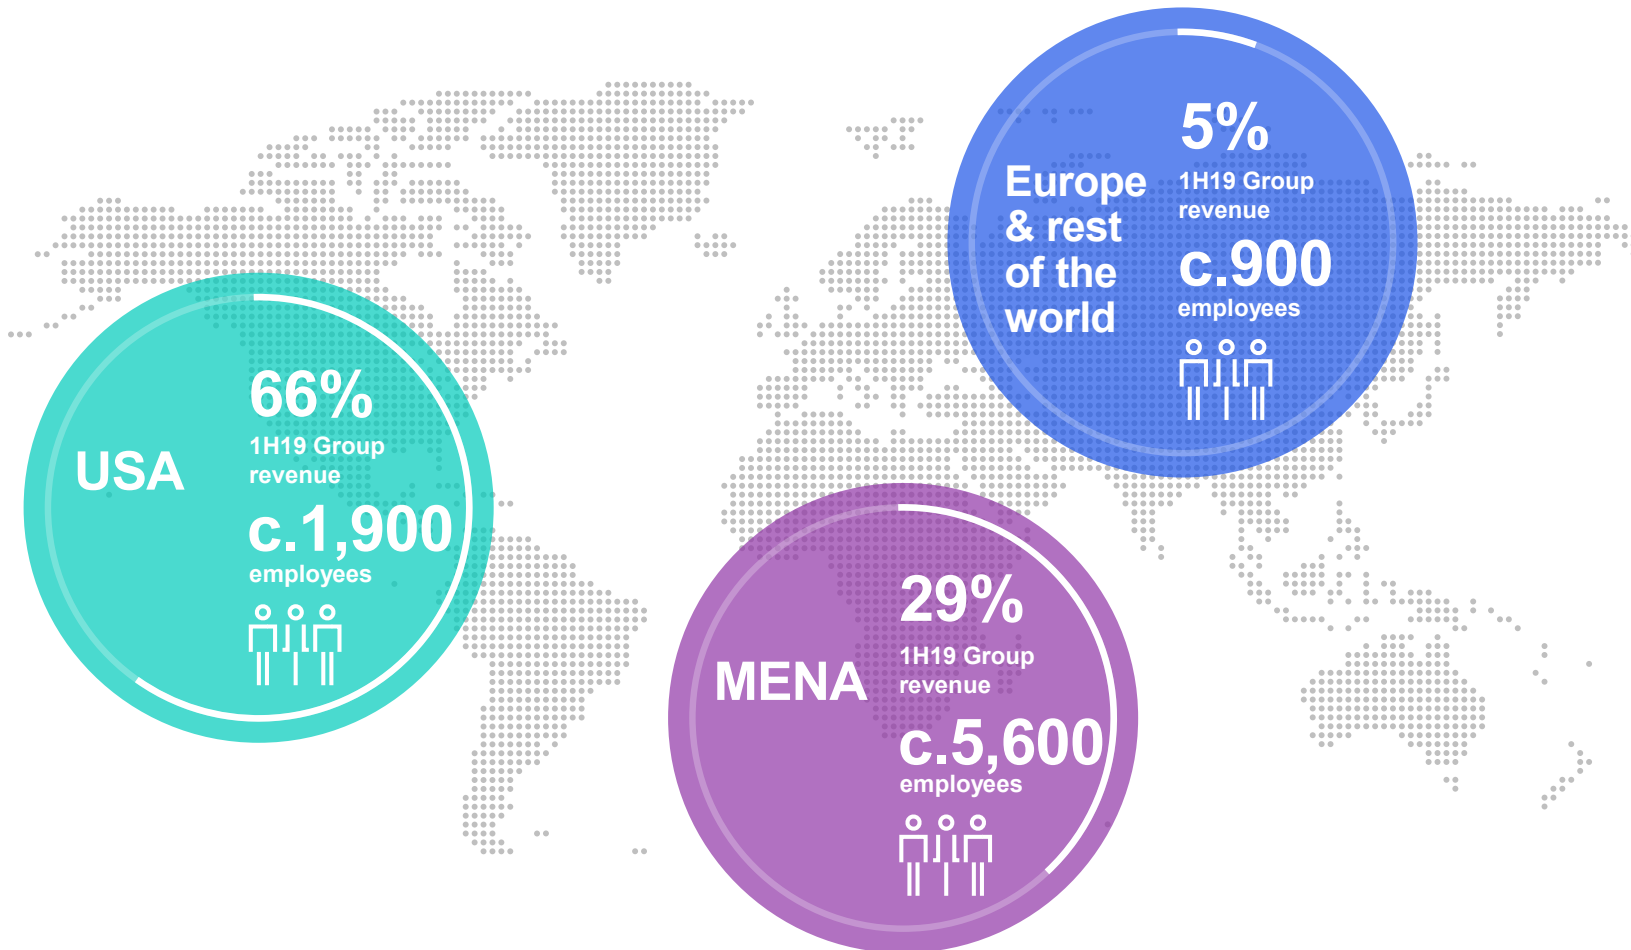 USA
66%
1H19 Group
revenue
c.1,900
employees
MENA
29%
1H19 Group
revenue
c.5,600
employees
Europe
& rest
of the
world
5%
1H19 Group
revenue
c.900
employees